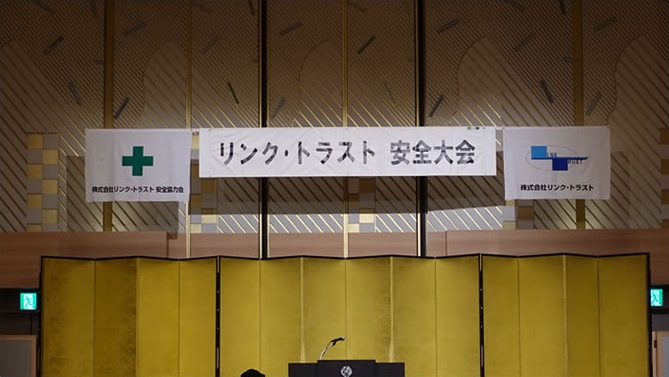 リンク・トラスト 安全大会
株式会社リンク・トラスト 安全協力会
株式会社リンク・トラスト